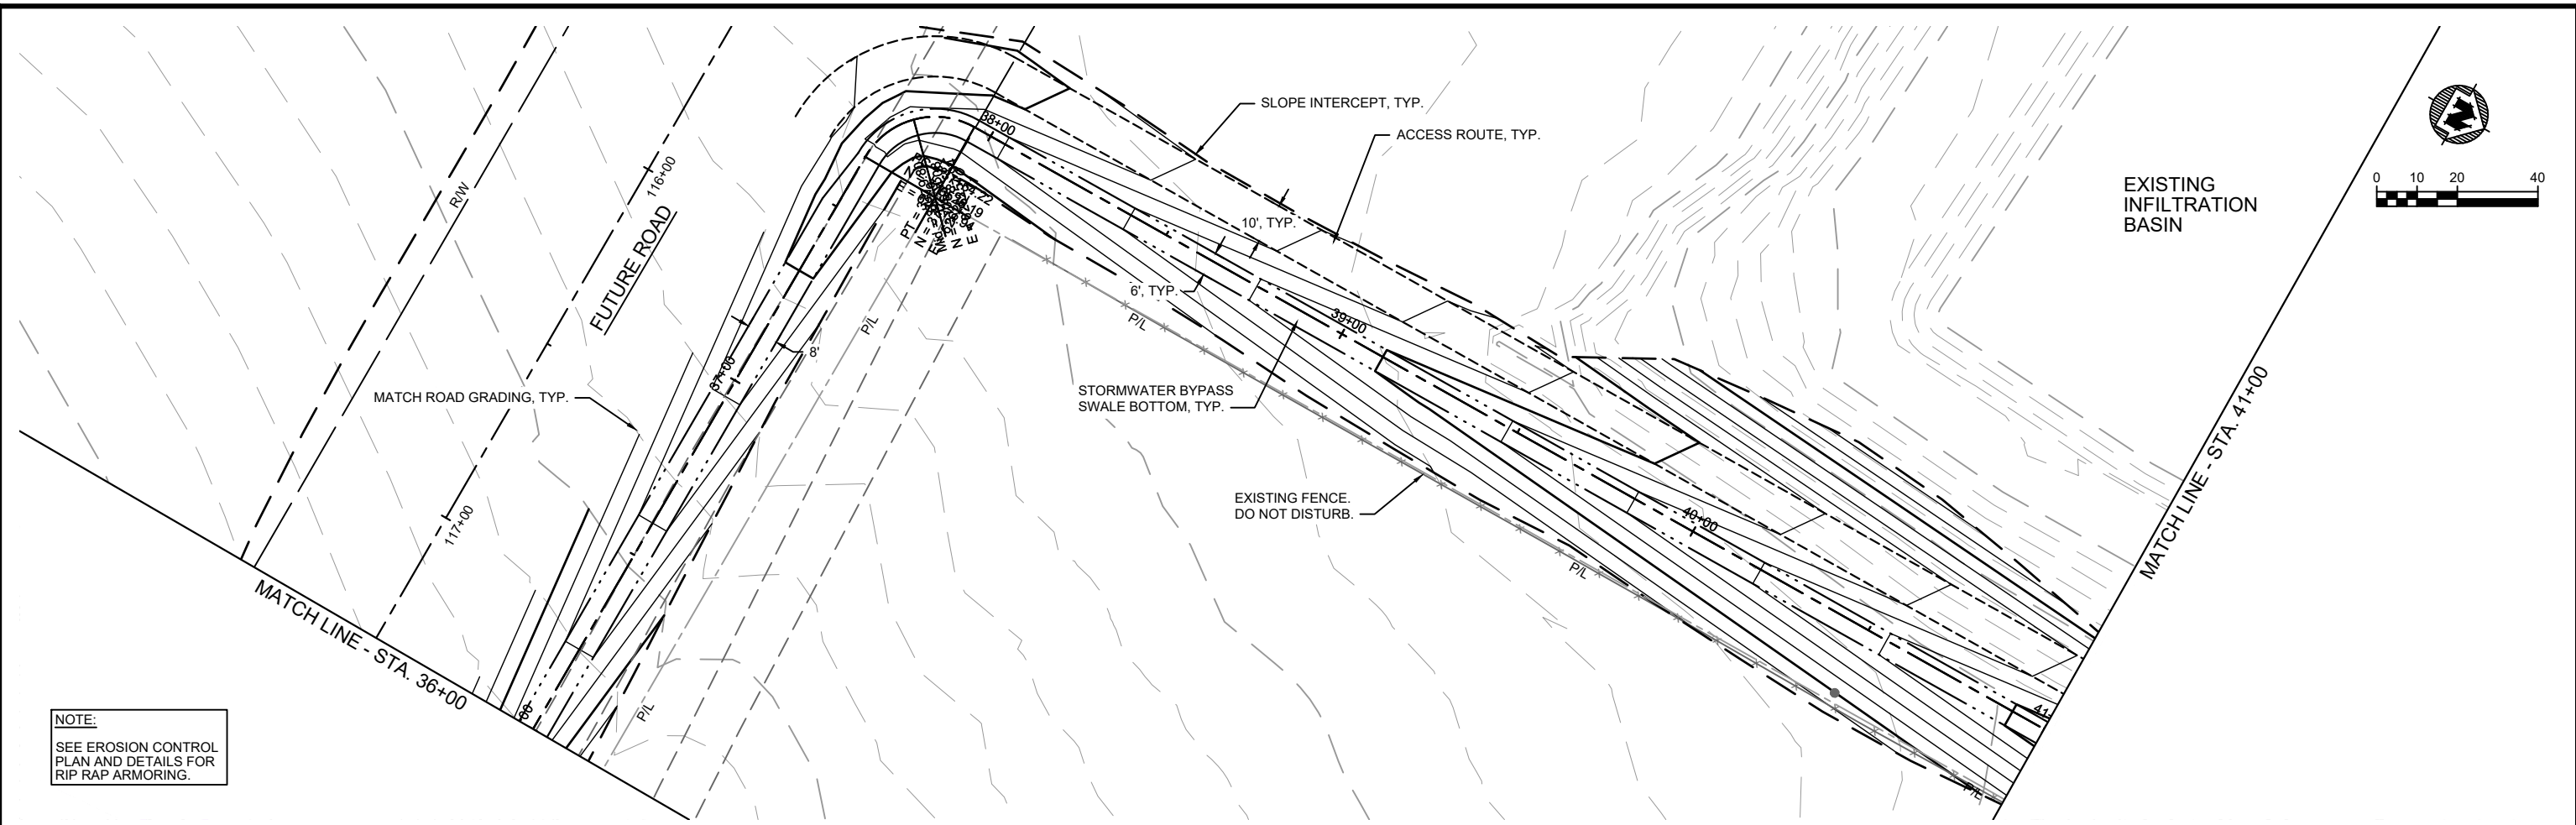 SLOPE INTERCEPT, TYP.
ACCESS ROUTE, TYP.
EXISTING
INFILTRATION
BASIN
0 10 20 40
38+00
R/W
116+00
FUTURE ROAD
10', TYP.
6', TYP.
P/L
P/L
39+00
8'
37+00
MATCH ROAD GRADING, TYP.
STORMWATER BYPASS
SWALE BOTTOM, TYP.
MATCH LINE - STA. 41+00
EXISTING FENCE.
DO NOT DISTURB.
117+00
40+00
P/L
MATCH LINE - STA. 36+00
P/L
P/L
NOTE:
SEE EROSION CONTROL
PLAN AND DETAILS FOR
RIP RAP ARMORING.